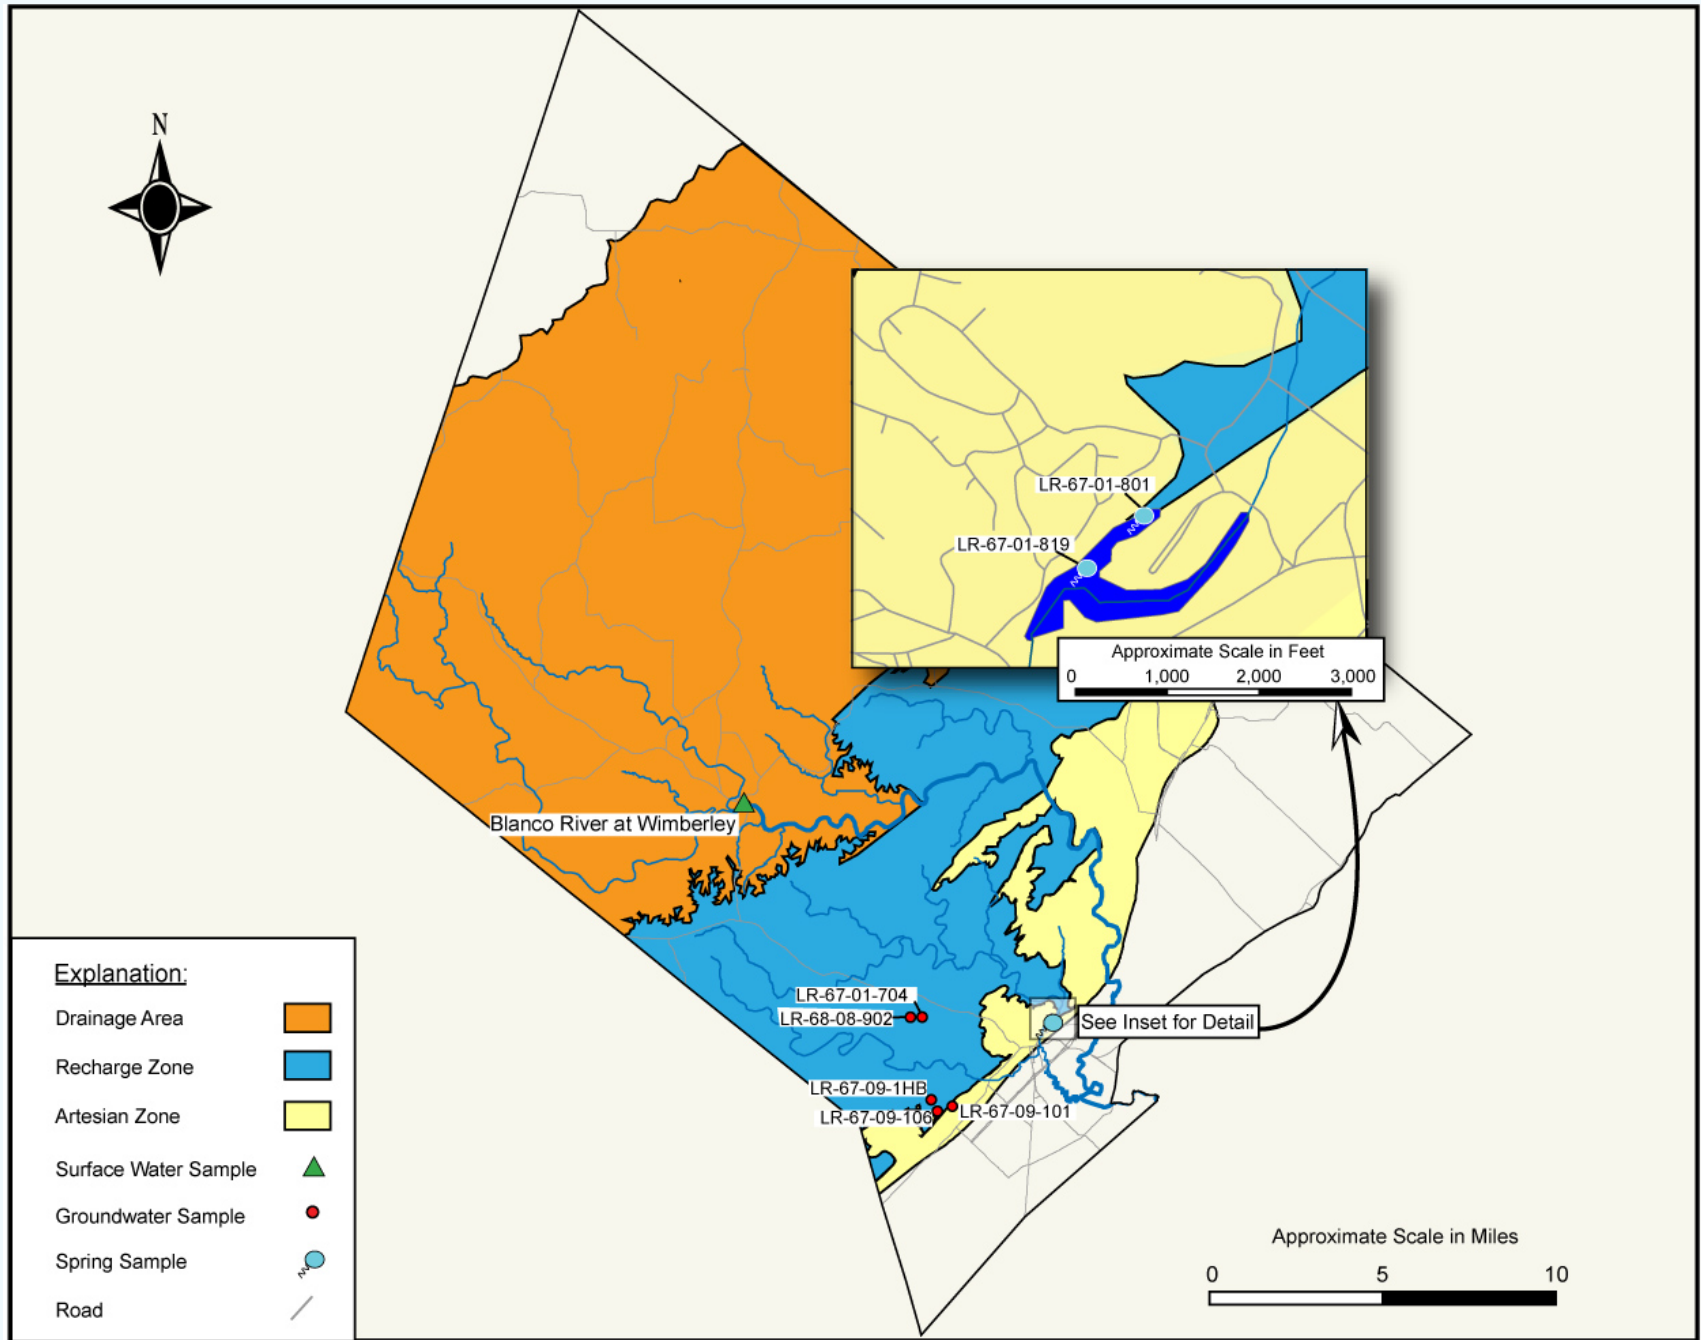 N
LR-67-01-801
LR-67-01-819
Approximate Scale in Feet
0 1,000 2,000 3,000
Blanco River at Wimberley
LR-67-01-704
LR-68-08-902
See Inset for Detail
LR-67-09-1HB
LR-67-09-106
LR-67-09-101
Explanation:
Drainage Area
Recharge Zone
Artesian Zone
Surface Water Sample
Groundwater Sample
Spring Sample
Road
Approximate Scale in Miles
0 5 10